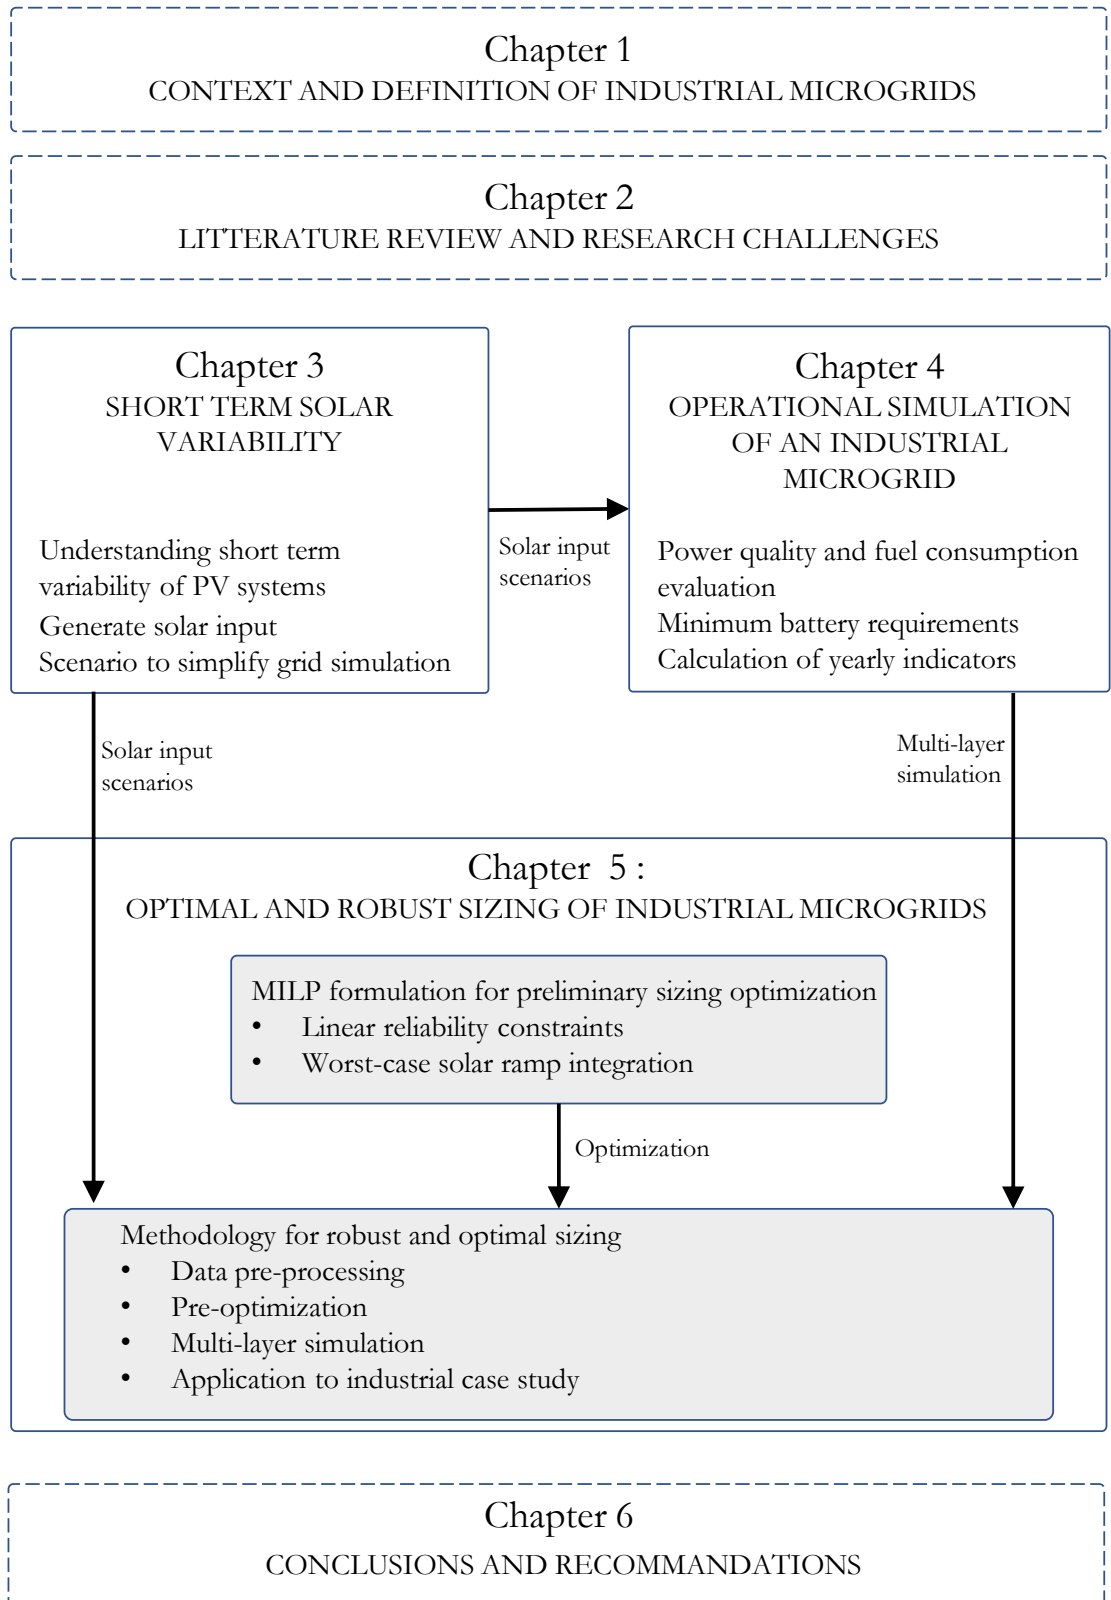 Chapter 1
CONTEXT AND DEFINITION OF INDUSTRIAL MICROGRIDS
Chapter 2
LITTERATURE REVIEW AND RESEARCH CHALLENGES
Chapter 3
SHORT TERM SOLAR
VARIABILITY
Understanding short term
variability of PV systems
Generate solar input
Scenario to simplify grid simulation
Solar input
scenarios
Chapter 4
OPERATIONAL SIMULATION
OF AN INDUSTRIAL
MICROGRID
Power quality and fuel consumption
evaluation
Minimum battery requirements
Calculation of yearly indicators
Solar input
scenarios
Multi-layer
simulation
Chapter 5 :
OPTIMAL AND ROBUST SIZING OF INDUSTRIAL MICROGRIDS
MILP formulation for preliminary sizing optimization
• Linear reliability constraints
• Worst-case solar ramp integration
Optimization
Methodology for robust and optimal sizing
• Data pre-processing
• Pre-optimization
• Multi-layer simulation
• Application to industrial case study
Chapter 6
CONCLUSIONS AND RECOMMANDATIONS